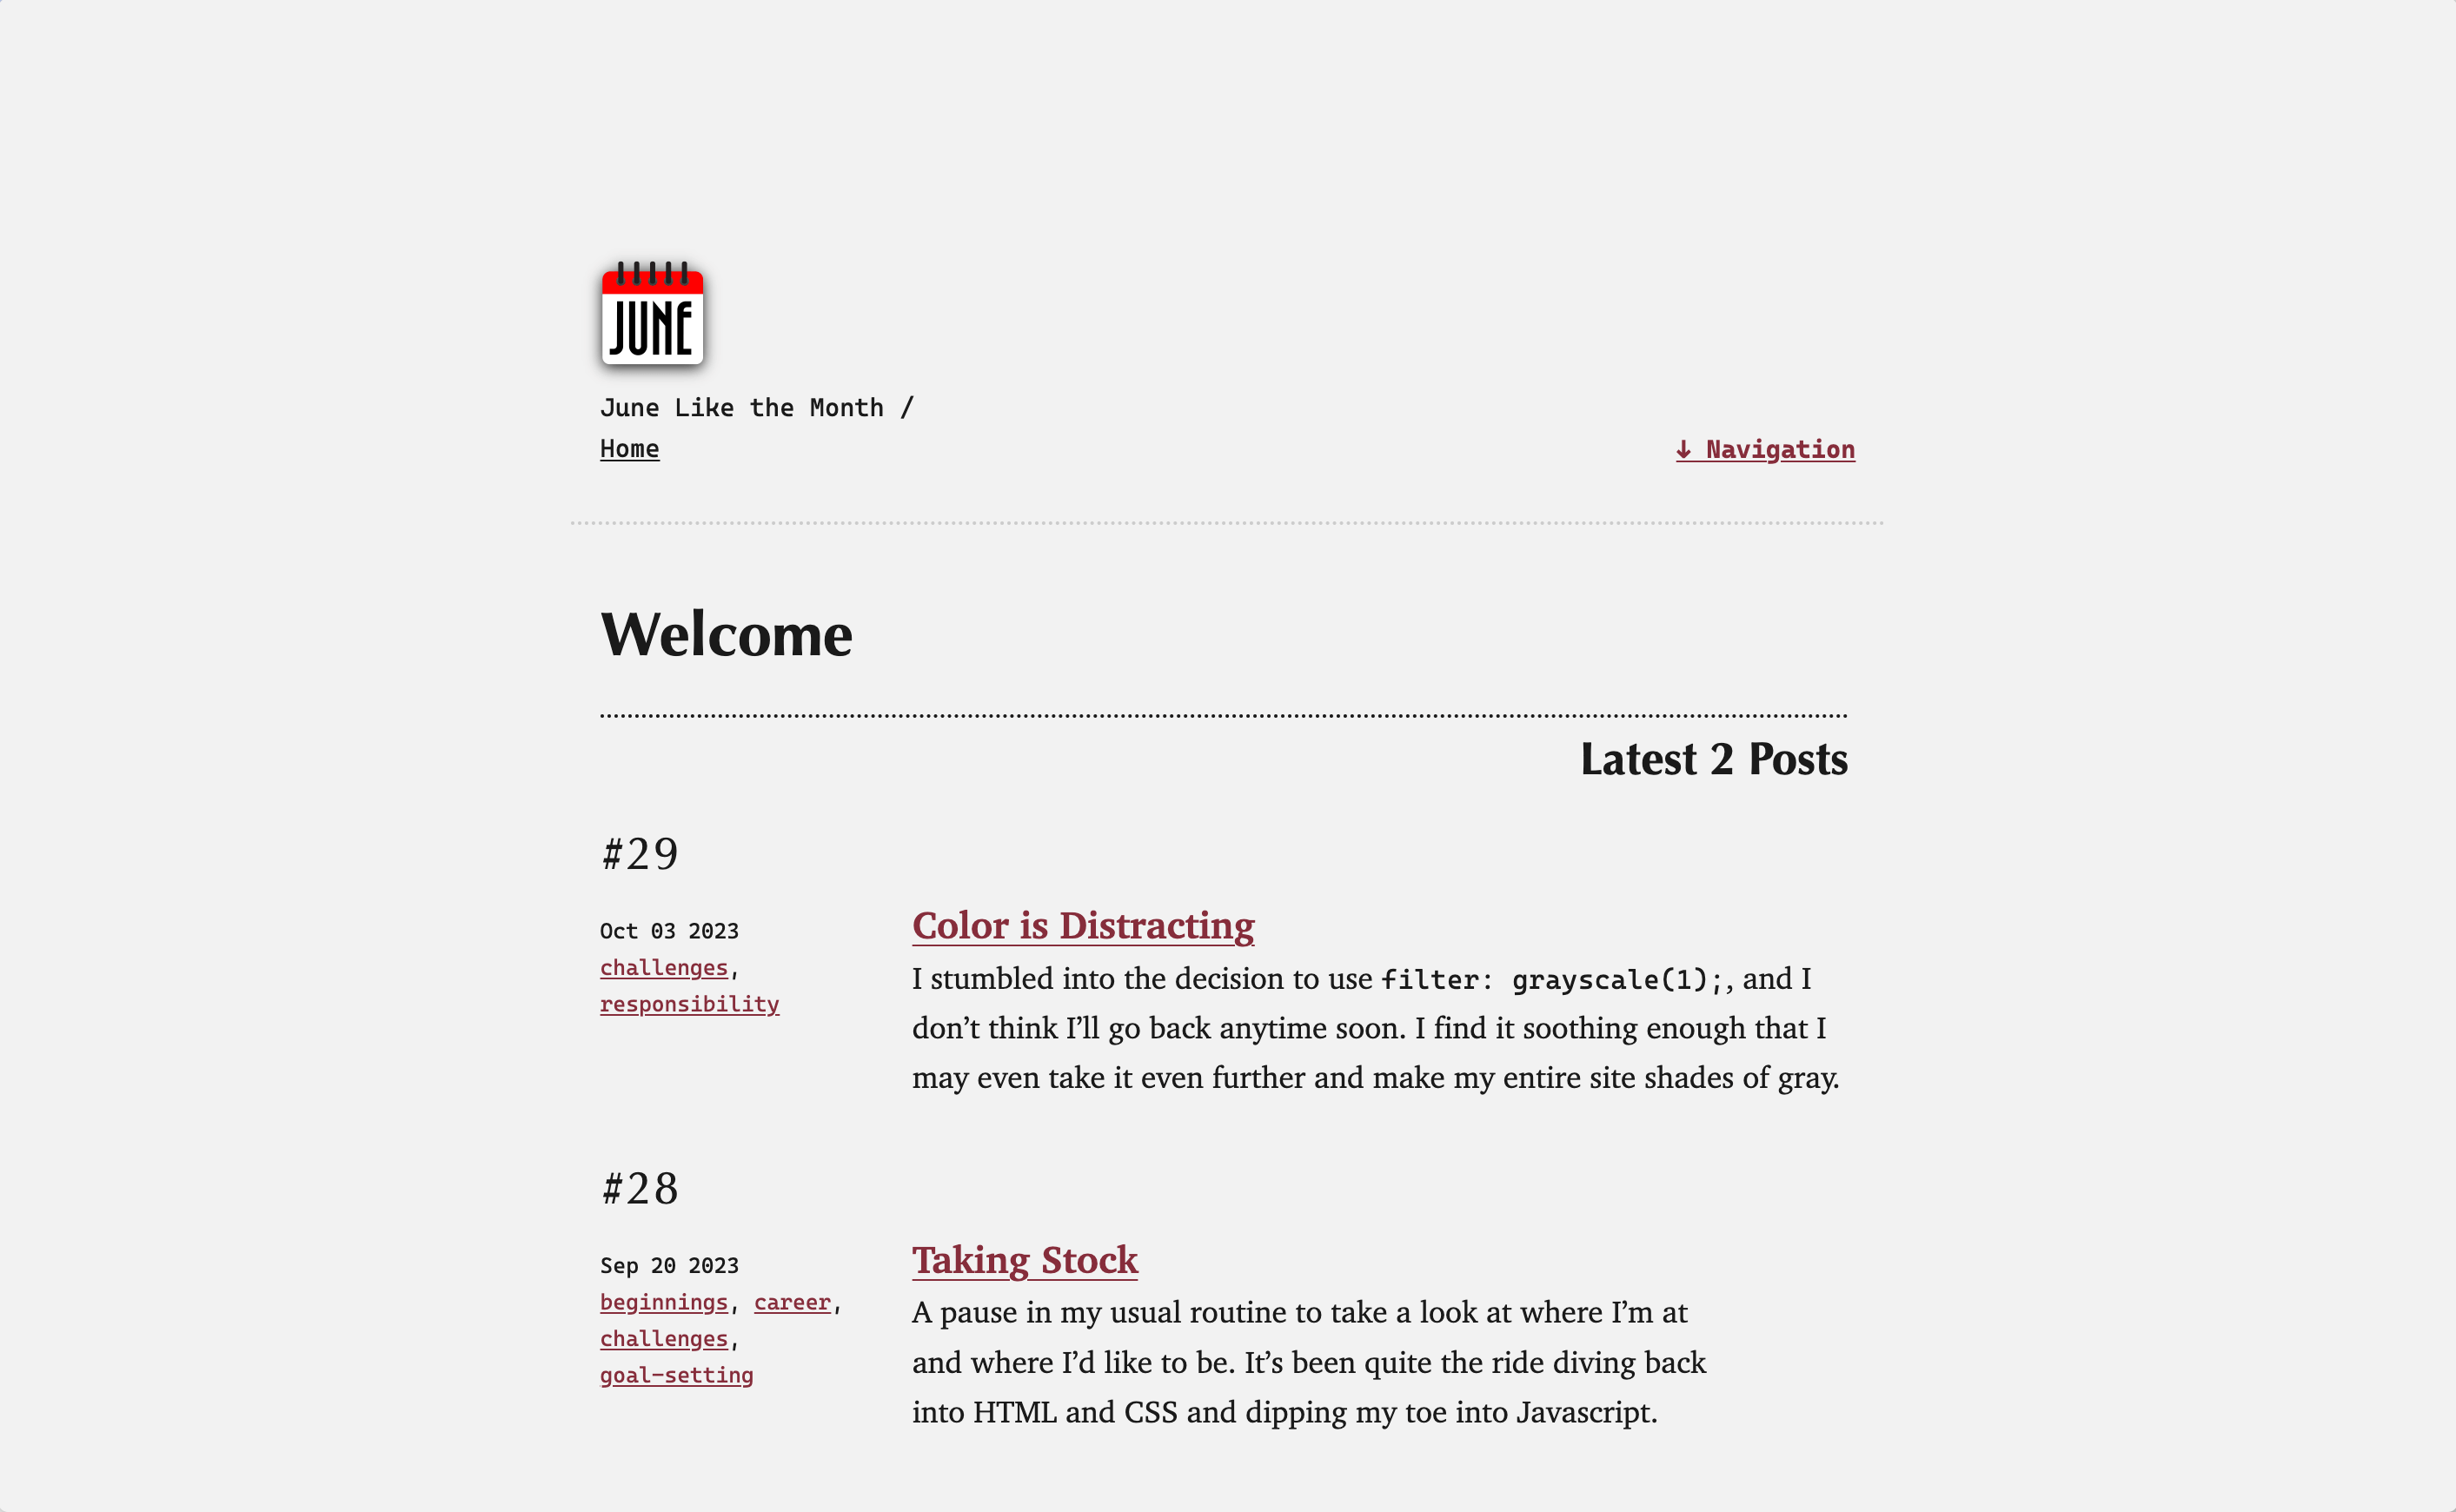 JUNE
June Like the Month /
Home
↓ Navigation
Welcome
Latest 2 Posts
#29
Oct 03 2023
challenges,
responsibility
Color is Distracting
I stumbled into the decision to use filter: grayscale(1);, and I
don’t think I’ll go back anytime soon. I find it soothing enough that I
may even take it even further and make my entire site shades of gray.
#28
Sep 20 2023
beginnings, career,
challenges,
goal-setting
Taking Stock
A pause in my usual routine to take a look at where I’m at
and where I’d like to be. It’s been quite the ride diving back
into HTML and CSS and dipping my toe into Javascript.